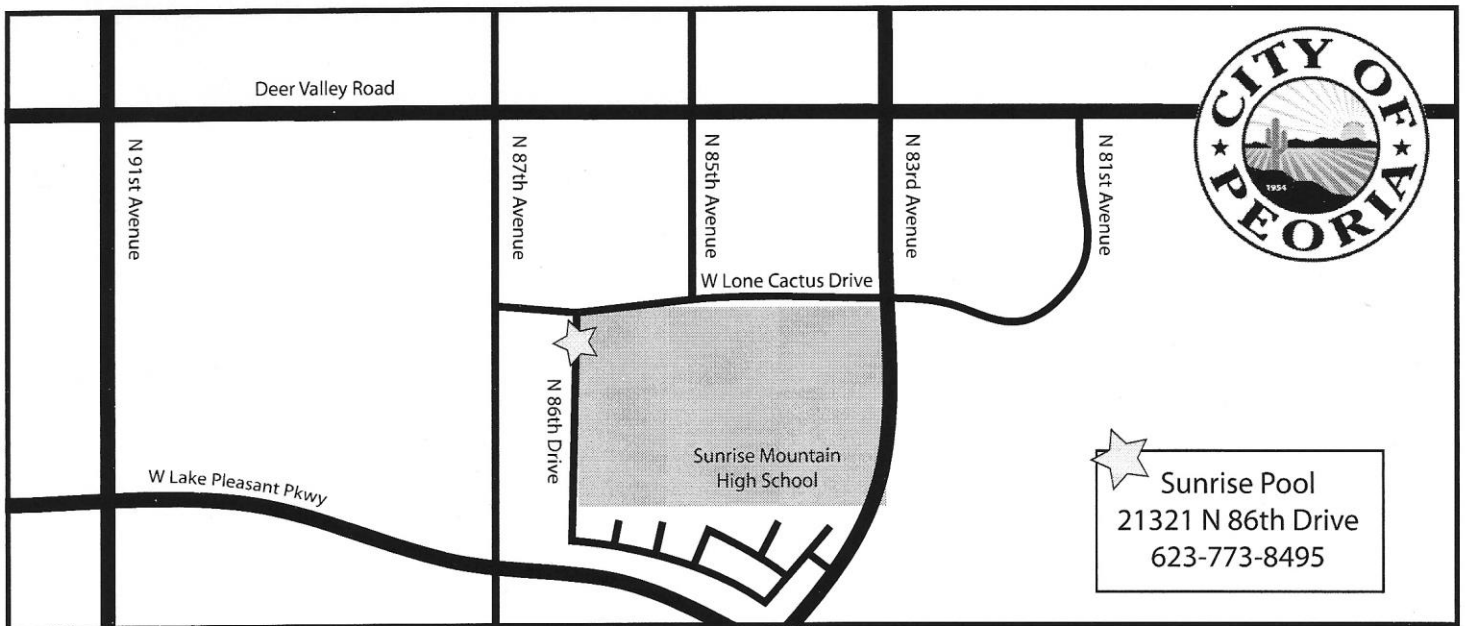 Deer Valley Road
CITY OF
PEORIA
1954
N 91st Avenue
N 87th Avenue
N 85th Avenue
N 83rd Avenue
N 81st Avenue
W Lone Cactus Drive
N 86th Drive
Sunrise Mountain
High School
W Lake Pleasant Pkwy
Sunrise Pool
21321 N 86th Drive
623-773-8495